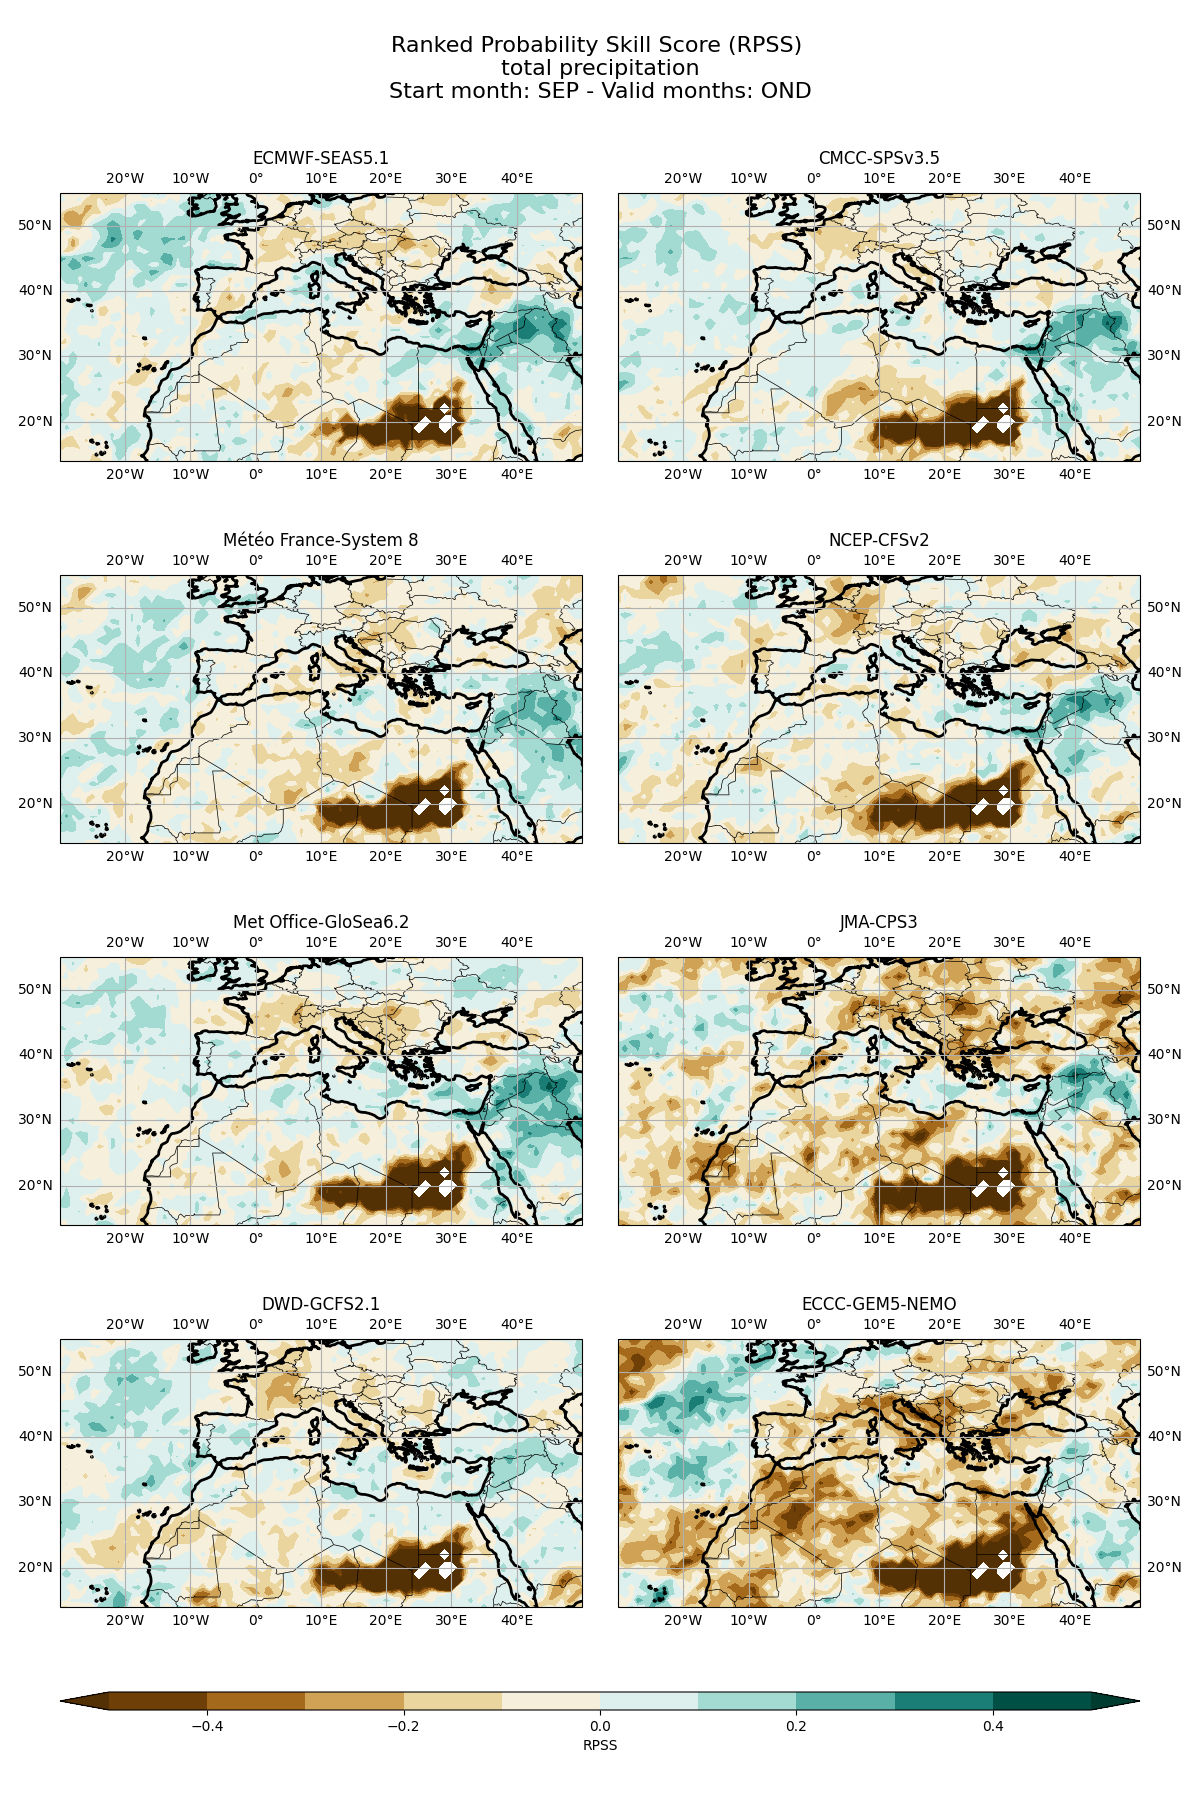 Ranked Probability Skill Score (RPSS)
total precipitation
Start month: SEP - Valid months: OND
ECMWF-SEAS5.1
CMCC-SPSv3.5
20°W 10°W 0° 10°E 20°E 30°E 40°E
20°W 10°W 0° 10°E 20°E 30°E 40°E
50°N
50°N
40°N
40°N
30°N
30°N
20°N
20°N
20°W 10°W 0° 10°E 20°E 30°E 40°E
20°W 10°W 0° 10°E 20°E 30°E 40°E
Météo France-System 8
NCEP-CFSv2
20°W 10°W 0° 10°E 20°E 30°E 40°E
20°W 10°W 0° 10°E 20°E 30°E 40°E
50°N
50°N
40°N
40°N
30°N
30°N
20°N
20°N
20°W 10°W 0° 10°E 20°E 30°E 40°E
20°W 10°W 0° 10°E 20°E 30°E 40°E
Met Office-GloSea6.2
JMA-CPS3
20°W 10°W 0° 10°E 20°E 30°E 40°E
20°W 10°W 0° 10°E 20°E 30°E 40°E
50°N
50°N
40°N
40°N
30°N
30°N
20°N
20°N
20°W 10°W 0° 10°E 20°E 30°E 40°E
20°W 10°W 0° 10°E 20°E 30°E 40°E
DWD-GCFS2.1
ECCC-GEM5-NEMO
20°W 10°W 0° 10°E 20°E 30°E 40°E
20°W 10°W 0° 10°E 20°E 30°E 40°E
50°N
50°N
40°N
40°N
30°N
30°N
20°N
20°N
20°W 10°W 0° 10°E 20°E 30°E 40°E
20°W 10°W 0° 10°E 20°E 30°E 40°E
−0.4 −0.2 0.0 0.2 0.4
RPSS